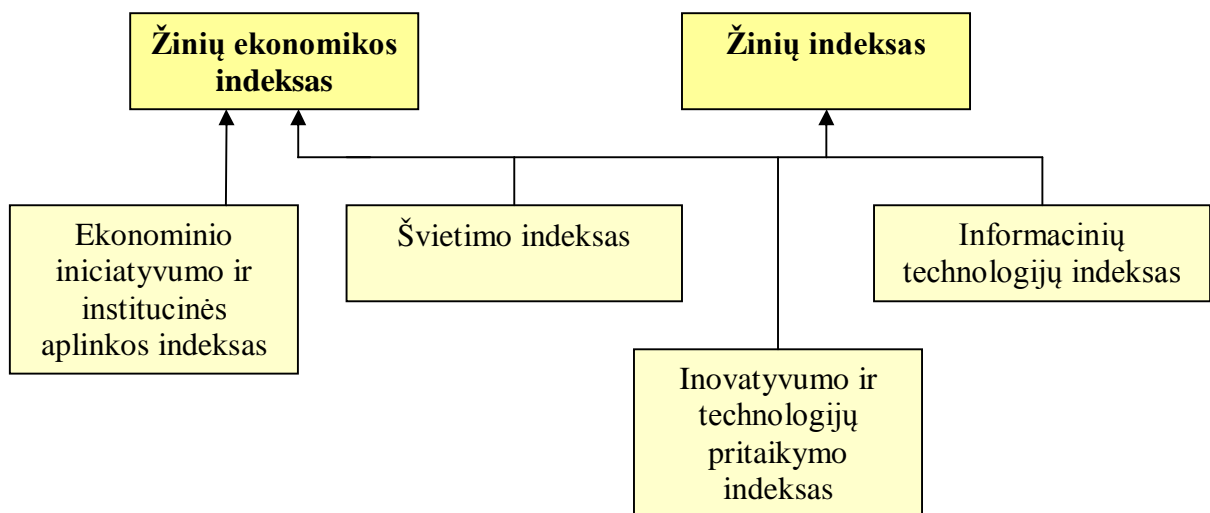 Žinių ekonomikos
indeksas
Žinių indeksas
Ekonominio
iniciatyvumo ir
institucinės
aplinkos indeksas
Švietimo indeksas
Informacinių
technologijų indeksas
Inovatyvumo ir
technologijų
pritaikymo
indeksas